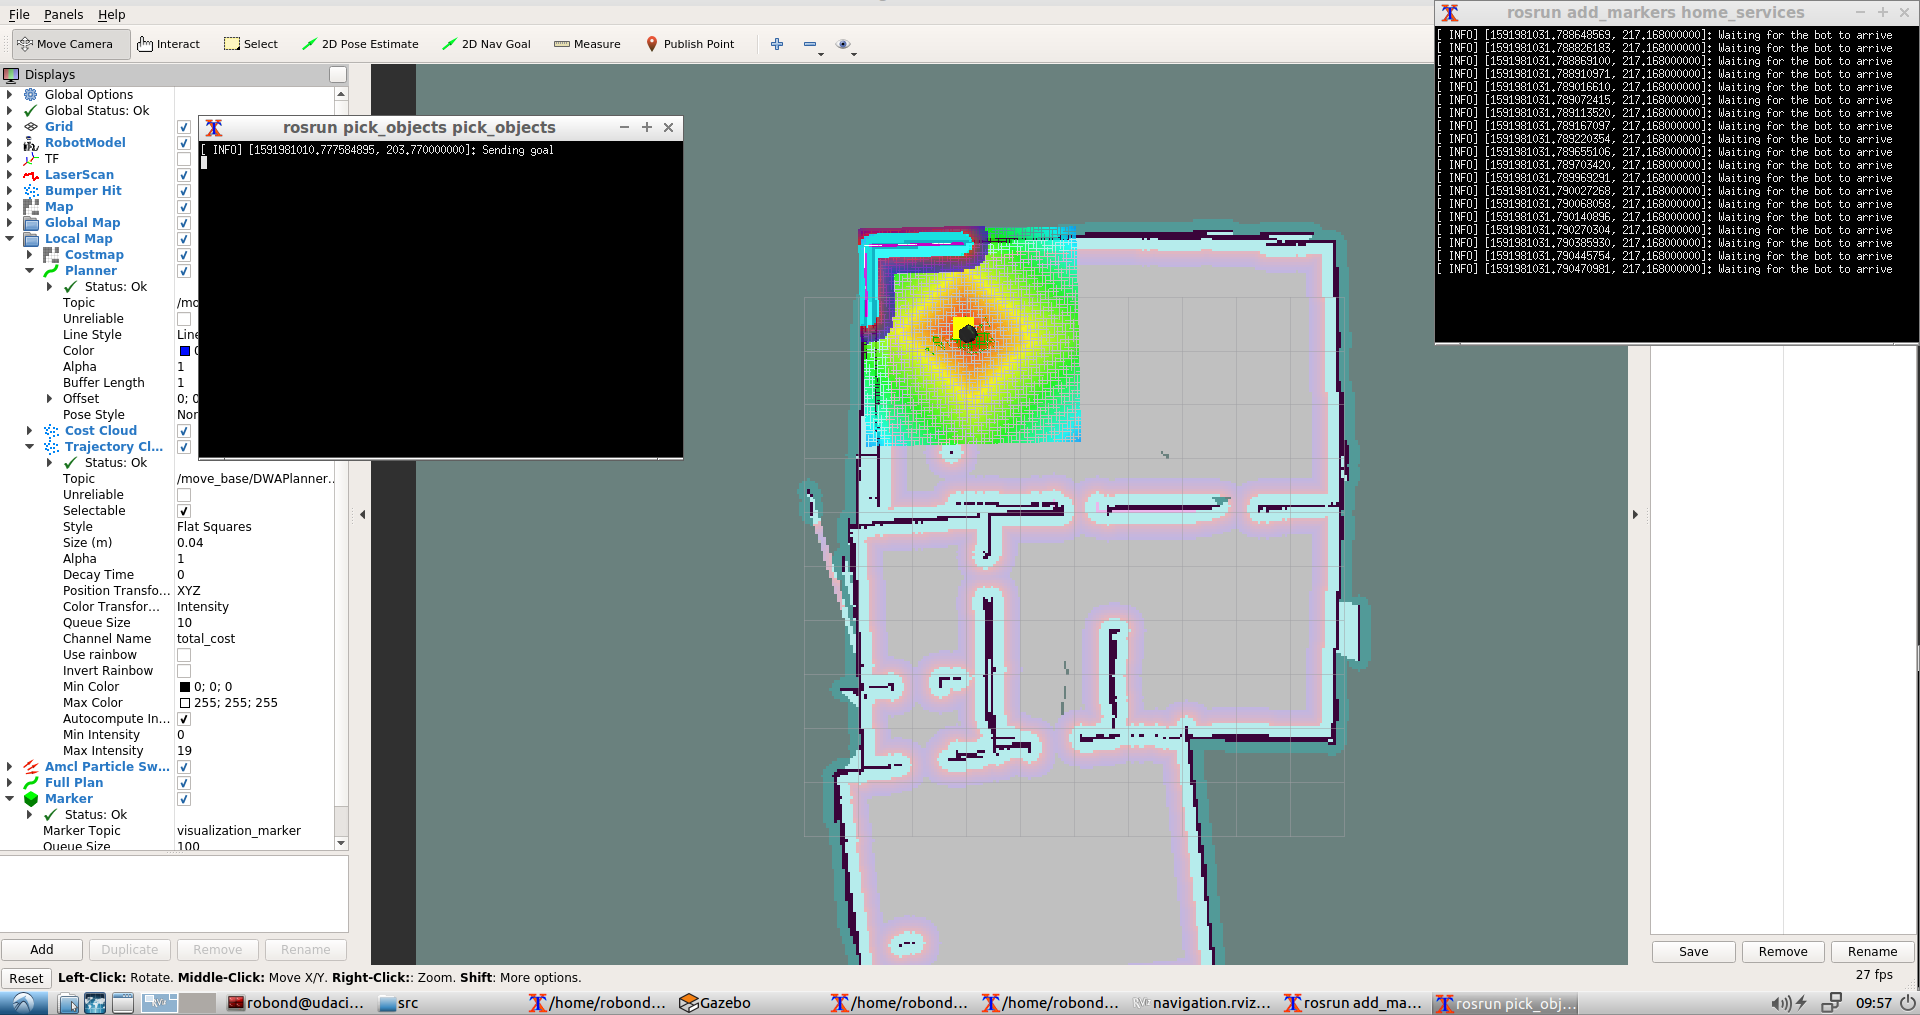 File Panels Help
Move Camera Interact Select 2D Pose Estimate 2D Nav Goal Measure Publish Point
Displays
Global Options
Global Status: Ok
Grid
RobotModel
TF
LaserScan
Bumper Hit
Map
Global Map
Local Map
Costmap
Planner
Status: Ok
Topic /mo
Unreliable
Line Style Line
Color 0
Alpha 1
Buffer Length 1
Offset 0; 0
Pose Style Nor
Cost Cloud
Trajectory Cl...
Status: Ok
Topic /move_base/DWAPlanner...
Unreliable
Selectable
Style Flat Squares
Size (m) 0.04
Alpha 1
Decay Time 0
Position Transfo... XYZ
Color Transfor... Intensity
Queue Size 10
Channel Name total_cost
Use rainbow
Invert Rainbow
Min Color 0; 0; 0
Max Color 255; 255; 255
Autocompute In...
Min Intensity 0
Max Intensity 19
Amcl Particle Sw...
Full Plan
Marker
Status: Ok
Marker Topic visualization_marker
Queue Size 100
Add Duplicate Remove Rename
rosrun pick_objects pick_objects
[ INFO] [1591981010.777584895, 203.770000000]: Sending goal
rosrun add_markers home_services
[ INFO] [1591981031.788648569, 217.168000000]: Waiting for the bot to arrive
[ INFO] [1591981031.788826183, 217.168000000]: Waiting for the bot to arrive
[ INFO] [1591981031.788869100, 217.168000000]: Waiting for the bot to arrive
[ INFO] [1591981031.788910971, 217.168000000]: Waiting for the bot to arrive
[ INFO] [1591981031.789016610, 217.168000000]: Waiting for the bot to arrive
[ INFO] [1591981031.789072415, 217.168000000]: Waiting for the bot to arrive
[ INFO] [1591981031.789113520, 217.168000000]: Waiting for the bot to arrive
[ INFO] [1591981031.789167097, 217.168000000]: Waiting for the bot to arrive
[ INFO] [1591981031.789220354, 217.168000000]: Waiting for the bot to arrive
[ INFO] [1591981031.789655106, 217.168000000]: Waiting for the bot to arrive
[ INFO] [1591981031.789703420, 217.168000000]: Waiting for the bot to arrive
[ INFO] [1591981031.789969291, 217.168000000]: Waiting for the bot to arrive
[ INFO] [1591981031.790027268, 217.168000000]: Waiting for the bot to arrive
[ INFO] [1591981031.790068058, 217.168000000]: Waiting for the bot to arrive
[ INFO] [1591981031.790140896, 217.168000000]: Waiting for the bot to arrive
[ INFO] [1591981031.790270304, 217.168000000]: Waiting for the bot to arrive
[ INFO] [1591981031.790385930, 217.168000000]: Waiting for the bot to arrive
[ INFO] [1591981031.790445754, 217.168000000]: Waiting for the bot to arrive
[ INFO] [1591981031.790470981, 217.168000000]: Waiting for the bot to arrive
Save Remove Rename
Reset Left-Click: Rotate. Middle-Click: Move X/Y. Right-Click:: Zoom. Shift: More options.
27 fps
robond@udaci... src /home/robond... Gazebo /home/robond... /home/robond... navigation.rviz... rosrun add_ma... rosrun pick_obj... 09:57